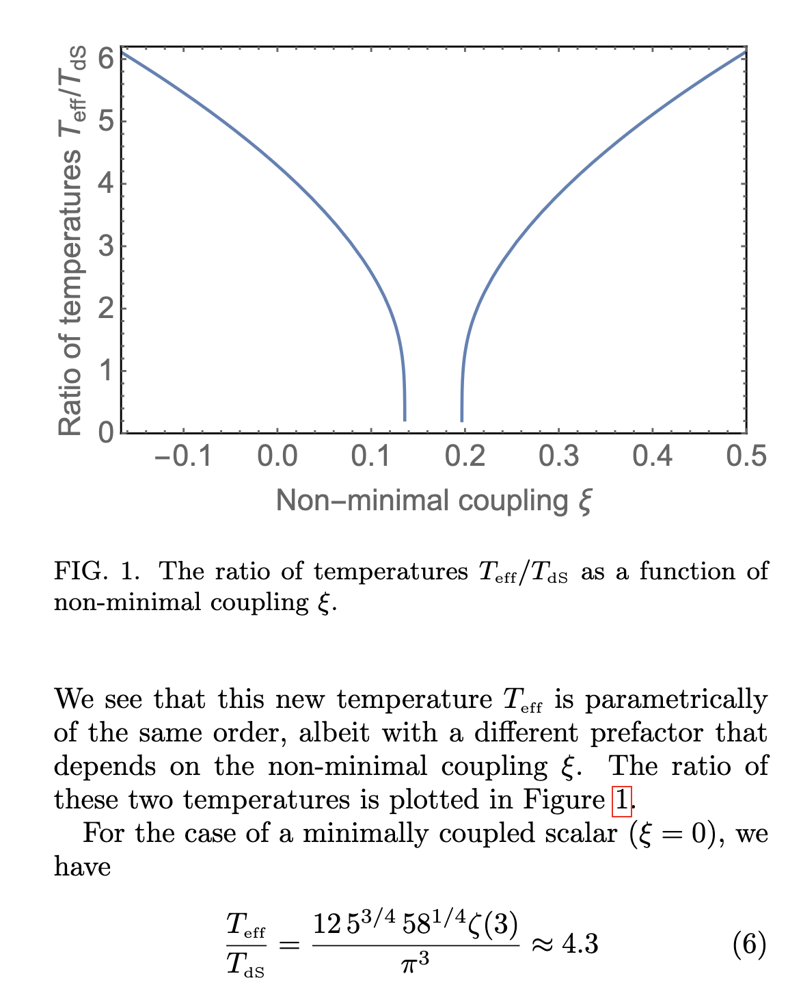 Ratio of temperatures T_eff/T_dS
6
5
4
3
2
1
0
−0.1 0.0 0.1 0.2 0.3 0.4 0.5
Non−minimal coupling ξ
FIG. 1. The ratio of temperatures T_eff/T_dS as a function of
non-minimal coupling ξ.
We see that this new temperature T_eff is parametrically
of the same order, albeit with a different prefactor that
depends on the non-minimal coupling ξ. The ratio of
these two temperatures is plotted in Figure 1.
For the case of a minimally coupled scalar (ξ = 0), we
have
T_eff/T_dS = 12 5^{3/4} 58^{1/4} ζ(3)/π^3 ≈ 4.3 (6)